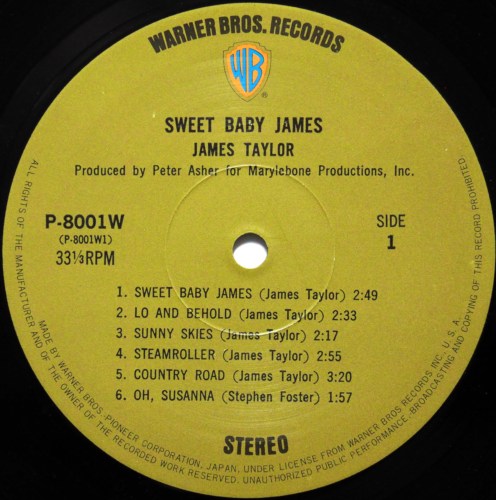 WARNER BROS. RECORDS
WB
SWEET BABY JAMES
JAMES TAYLOR
Produced by Peter Asher for Marylebone Productions, Inc.
P-8001W
(P-8001W1)
33⅓RPM
SIDE
1
1. SWEET BABY JAMES (James Taylor) 2:49
2. LO AND BEHOLD (James Taylor) 2:33
3. SUNNY SKIES (James Taylor) 2:17
4. STEAMROLLER (James Taylor) 2:55
5. COUNTRY ROAD (James Taylor) 3:20
6. OH, SUSANNA (Stephen Foster) 1:57
STEREO
MADE BY WARNER BROS.-PIONEER CORPORATION, JAPAN, UNDER LICENSE FROM WARNER BROS RECORDS INC. U. S. A.
ALL RIGHTS OF THE MANUFACTURER AND OF THE OWNER OF THE RECORDED WORK RESERVED. UNAUTHORIZED PUBLIC PERFORMANCE, BROADCASTING AND COPYING OF THIS RECORD PROHIBITED.